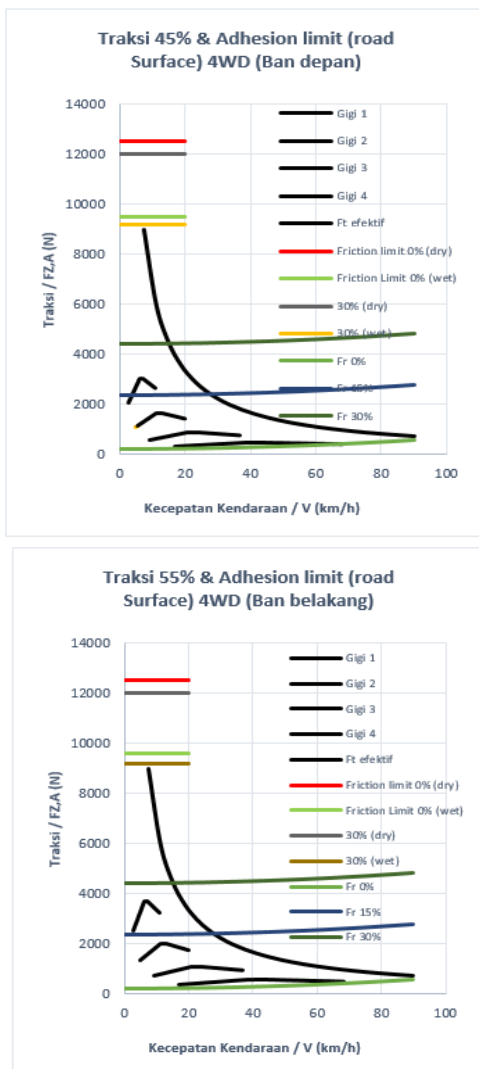 Traksi 45% & Adhesion limit (road
Surface) 4WD (Ban depan)
Traksi / FZ,A (N)
14000
12000
10000
8000
6000
4000
2000
0
0 20 40 60 80 100
Kecepatan Kendaraan / V (km/h)
Gigi 1
Gigi 2
Gigi 3
Gigi 4
Ft efektif
Friction limit 0% (dry)
Friction Limit 0% (wet)
30% (dry)
30% (wet)
Fr 0%
Fr 15%
Fr 30%
Traksi 55% & Adhesion limit (road
Surface) 4WD (Ban belakang)
Traksi / FZ,A (N)
14000
12000
10000
8000
6000
4000
2000
0
0 20 40 60 80 100
Kecepatan Kendaraan / V (km/h)
Gigi 1
Gigi 2
Gigi 3
Gigi 4
Ft efektif
Friction limit 0% (dry)
Friction Limit 0% (wet)
30% (dry)
30% (wet)
Fr 0%
Fr 15%
Fr 30%